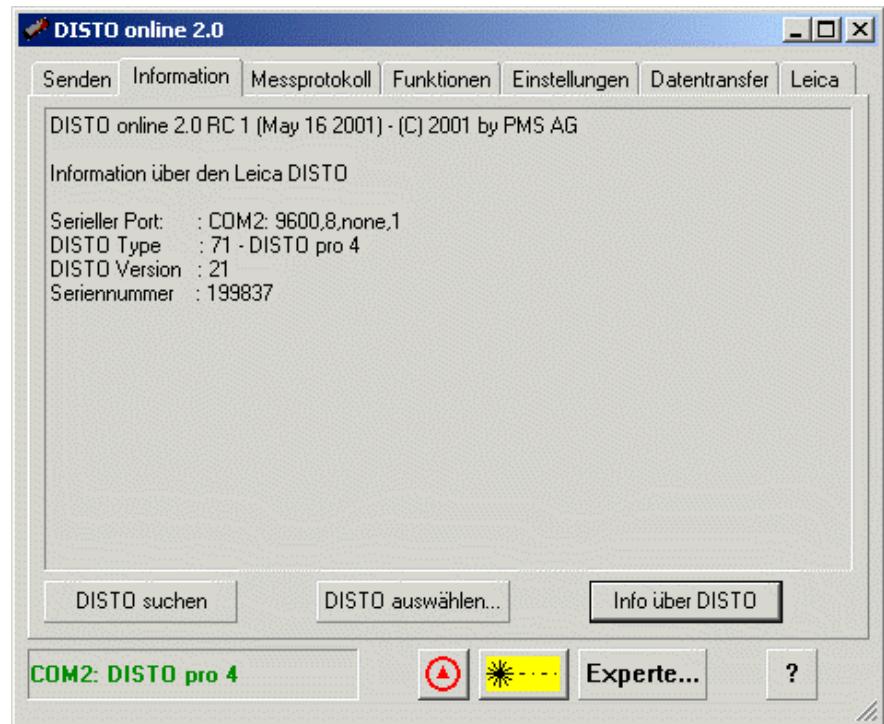 DISTO online 2.0
Senden Information Messprotokoll Funktionen Einstellungen Datentransfer Leica
DISTO online 2.0 RC 1 (May 16 2001) - (C) 2001 by PMS AG
Information über den Leica DISTO
Serieller Port: : COM2: 9600,8,none,1
DISTO Type : 71 - DISTO pro 4
DISTO Version : 21
Seriennummer : 199837
DISTO suchen DISTO auswählen... Info über DISTO
COM2: DISTO pro 4 Experte... ?